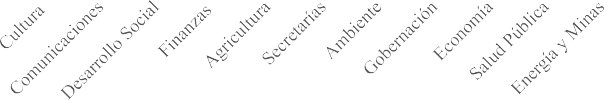 Cultura
Comunicaciones
Desarrollo Social
Finanzas
Agricultura
Secretarías
Ambiente
Gobernación
Economía
Salud Pública
Energía y Minas